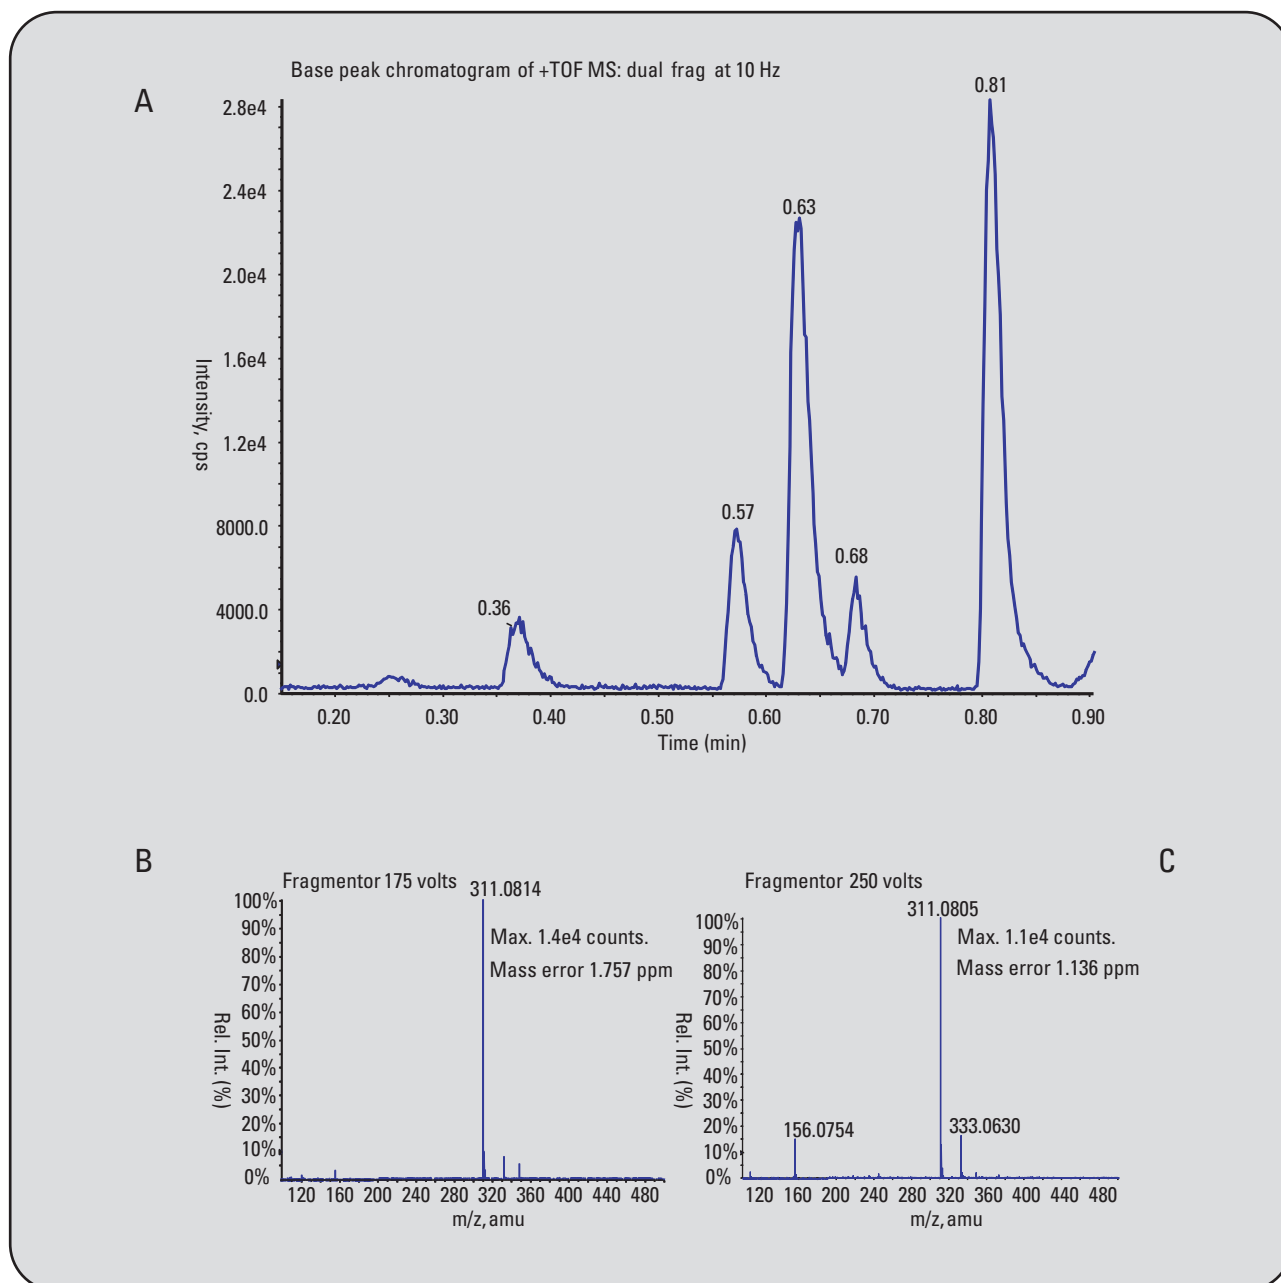 A
Base peak chromatogram of +TOF MS: dual frag at 10 Hz
0.81
2.8e4
2.4e4
0.63
2.0e4
1.6e4
Intensity, cps
1.2e4
0.57
8000.0
0.68
0.36
4000.0
0.0
0.20 0.30 0.40 0.50 0.60 0.70 0.80 0.90
Time (min)
B
Fragmentor 175 volts
311.0814
100%
90%
Max. 1.4e4 counts.
80%
Mass error 1.757 ppm
70%
60%
50%
40%
30%
20%
10%
0%
Rel. Int. (%)
120 160 200 240 280 320 360 400 440 480
m/z, amu
C
Fragmentor 250 volts
311.0805
100%
90%
Max. 1.1e4 counts.
80%
Mass error 1.136 ppm
70%
60%
50%
40%
30%
20%
10%
0%
Rel. Int. (%)
156.0754
333.0630
120 160 200 240 280 320 360 400 440 480
m/z, amu